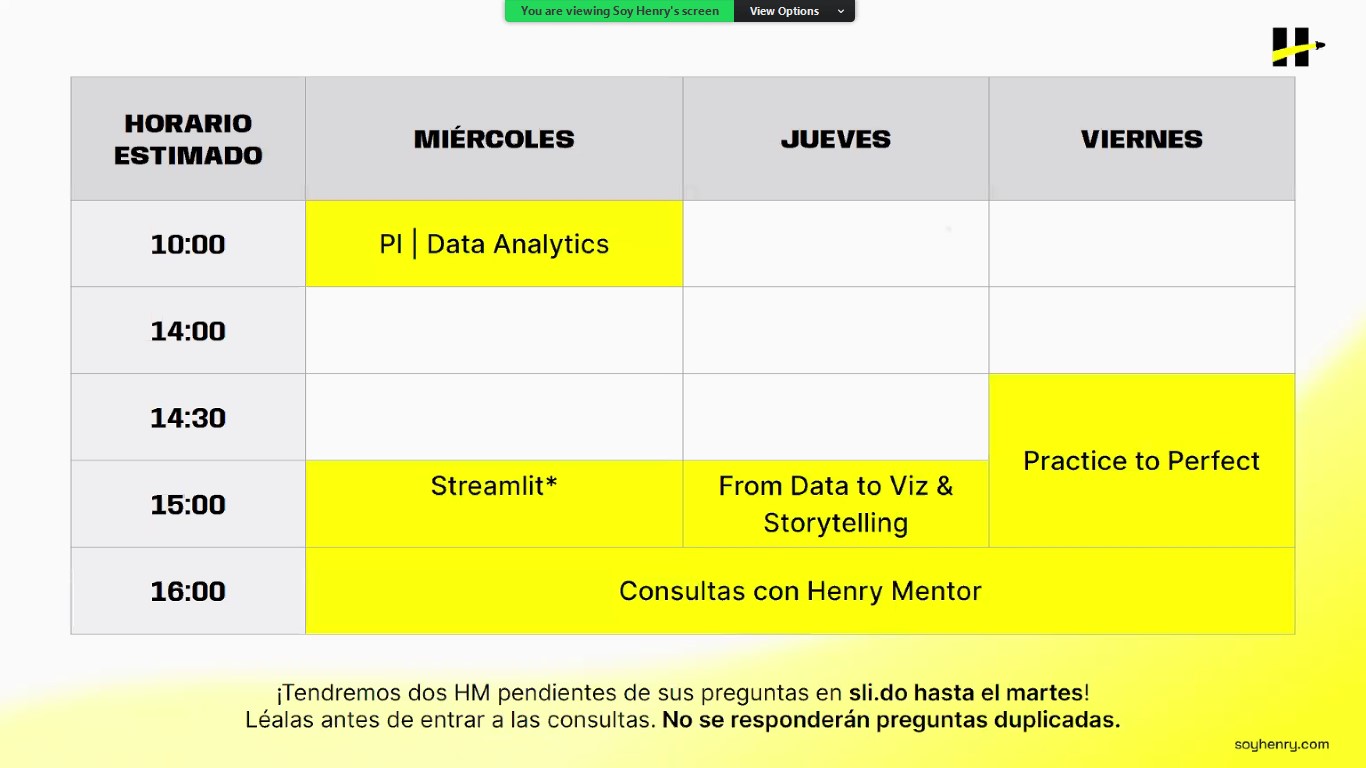 You are viewing Soy Henry's screen View Options
H
HORARIO
ESTIMADO
MIÉRCOLES
JUEVES
VIERNES
10:00
PI | Data Analytics
14:00
14:30
Practice to Perfect
15:00
Streamlit*
From Data to Viz &
Storytelling
16:00
Consultas con Henry Mentor
¡Tendremos dos HM pendientes de sus preguntas en sli.do hasta el martes!
Léalas antes de entrar a las consultas. No se responderán preguntas duplicadas.
soyhenry.com